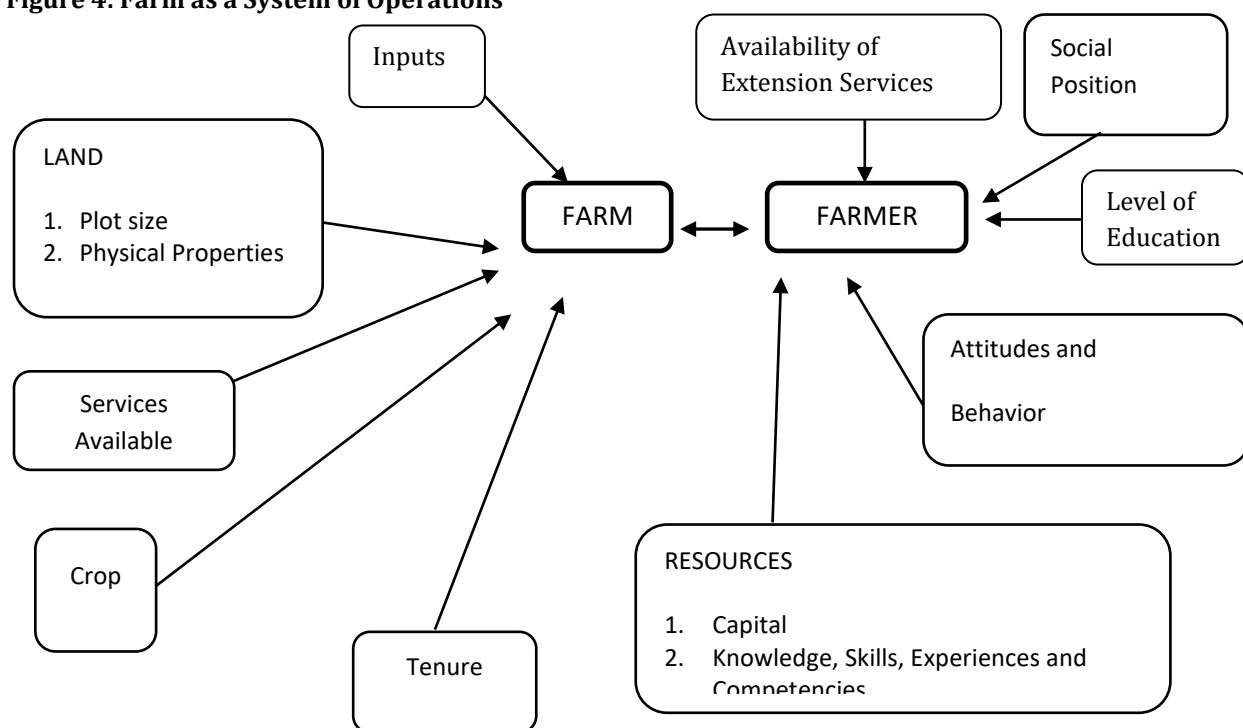 Figure 4: Farm as a System of Operations
Inputs
Availability of
Extension Services
Social
Position
LAND
1. Plot size
2. Physical Properties
FARM
FARMER
Level of
Education
Services
Available
Attitudes and
Behavior
Crop
Tenure
RESOURCES
1. Capital
2. Knowledge, Skills, Experiences and
Competencies